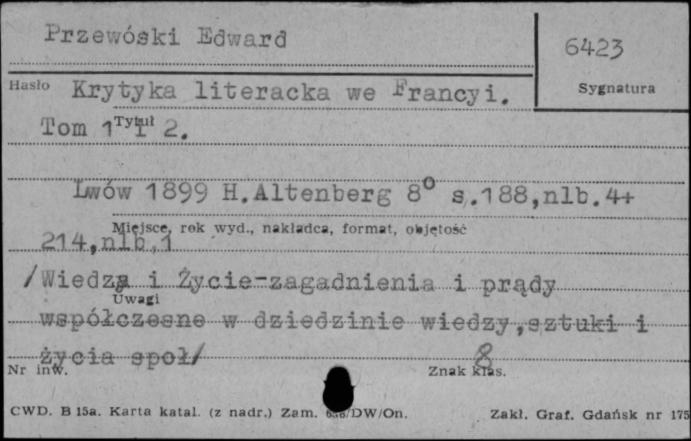 Przewóski Edward
6423
Hasło Krytyka literacka we Francyi.
Sygnatura
Tom 1 Tytuł i 2.
Lwów 1899 H.Altenberg 8° s.188,nlb.4+
Miejsce, rok wyd., nakładca, format, objętość
214,nlb.1
/Wiedza i Życie-zagadnienia i prądy
Uwagi
współczesne w dziedzinie wiedzy,sztuki i
życia społ/
8
Nr inw.
Znak klas.
CWD. B 15a. Karta katal. (z nadr.) Zam. /DW/On. Zakł. Graf. Gdańsk nr 175